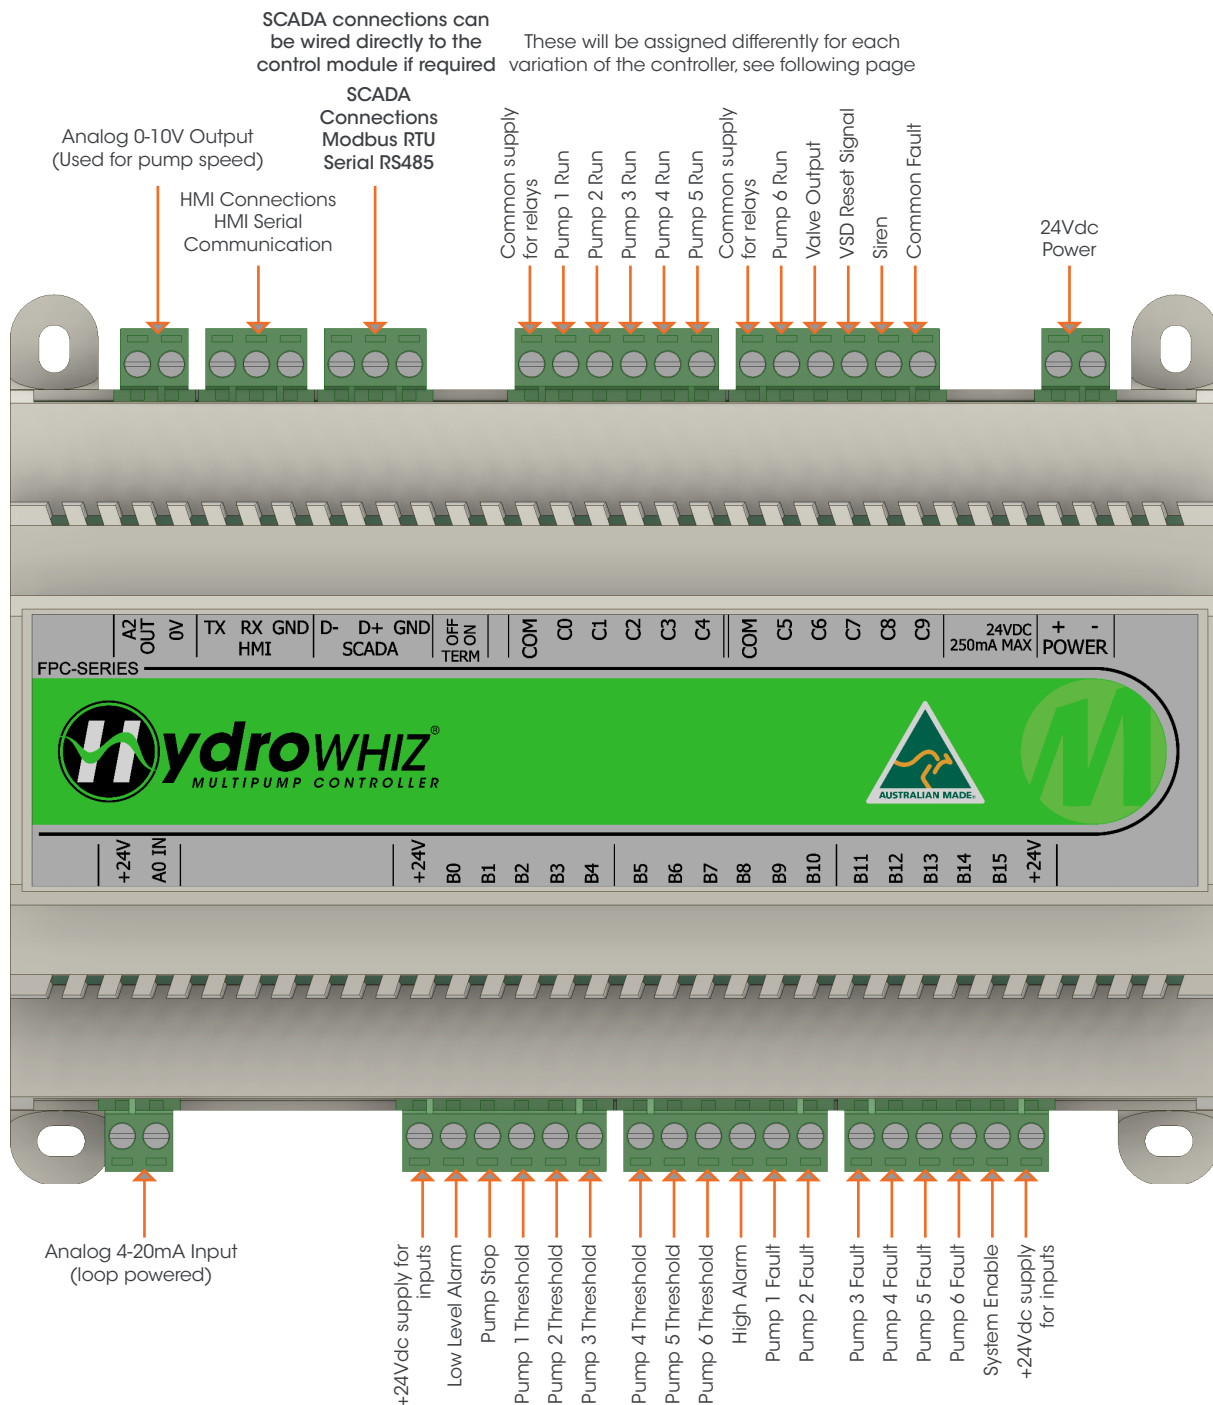 SCADA connections can
be wired directly to the
control module if required
These will be assigned differently for each
variation of the controller, see following page
SCADA
Connections
Modbus RTU
Serial RS485
Analog 0-10V Output
(Used for pump speed)
HMI Connections
HMI Serial
Communication
Common supply
for relays
Pump 1 Run
Pump 2 Run
Pump 3 Run
Pump 4 Run
Pump 5 Run
Common supply
for relays
Pump 6 Run
Valve Output
VSD Reset Signal
Siren
Common Fault
24Vdc
Power
A2
OUT
0V
TX RX GND
HMI
D- D+ GND
SCADA
OFF
ON
TERM
COM
C0
C1
C2
C3
C4
COM
C5
C6
C7
C8
C9
24VDC
250mA MAX
+ -
POWER
FPC-SERIES
HydroWHIZ®
MULTIPUMP CONTROLLER
AUSTRALIAN MADE
M
+24V
A0 IN
+24V
B0
B1
B2
B3
B4
B5
B6
B7
B8
B9
B10
B11
B12
B13
B14
B15
+24V
Analog 4-20mA Input
(loop powered)
+24Vdc supply for
inputs
Low Level Alarm
Pump Stop
Pump 1 Threshold
Pump 2 Threshold
Pump 3 Threshold
Pump 4 Threshold
Pump 5 Threshold
Pump 6 Threshold
High Alarm
Pump 1 Fault
Pump 2 Fault
Pump 3 Fault
Pump 4 Fault
Pump 5 Fault
Pump 6 Fault
System Enable
+24Vdc supply
for inputs